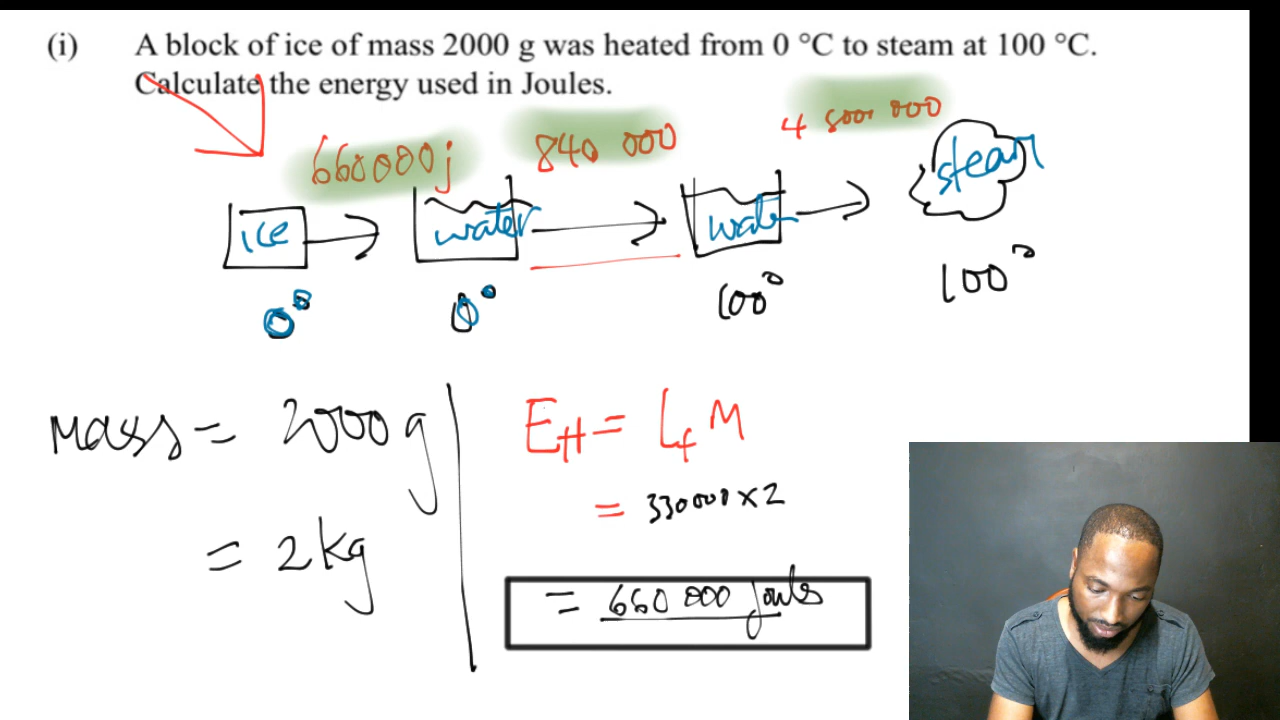 (i) A block of ice of mass 2000 g was heated from 0 °C to steam at 100 °C.
Calculate the energy used in Joules.
660000j 840 000 4 500 000
ice water water steam
0° 0° 100° 100°
Mass = 2000g
= 2kg
EH = Lf M
= 330000 × 2
= 660 000 Jouls